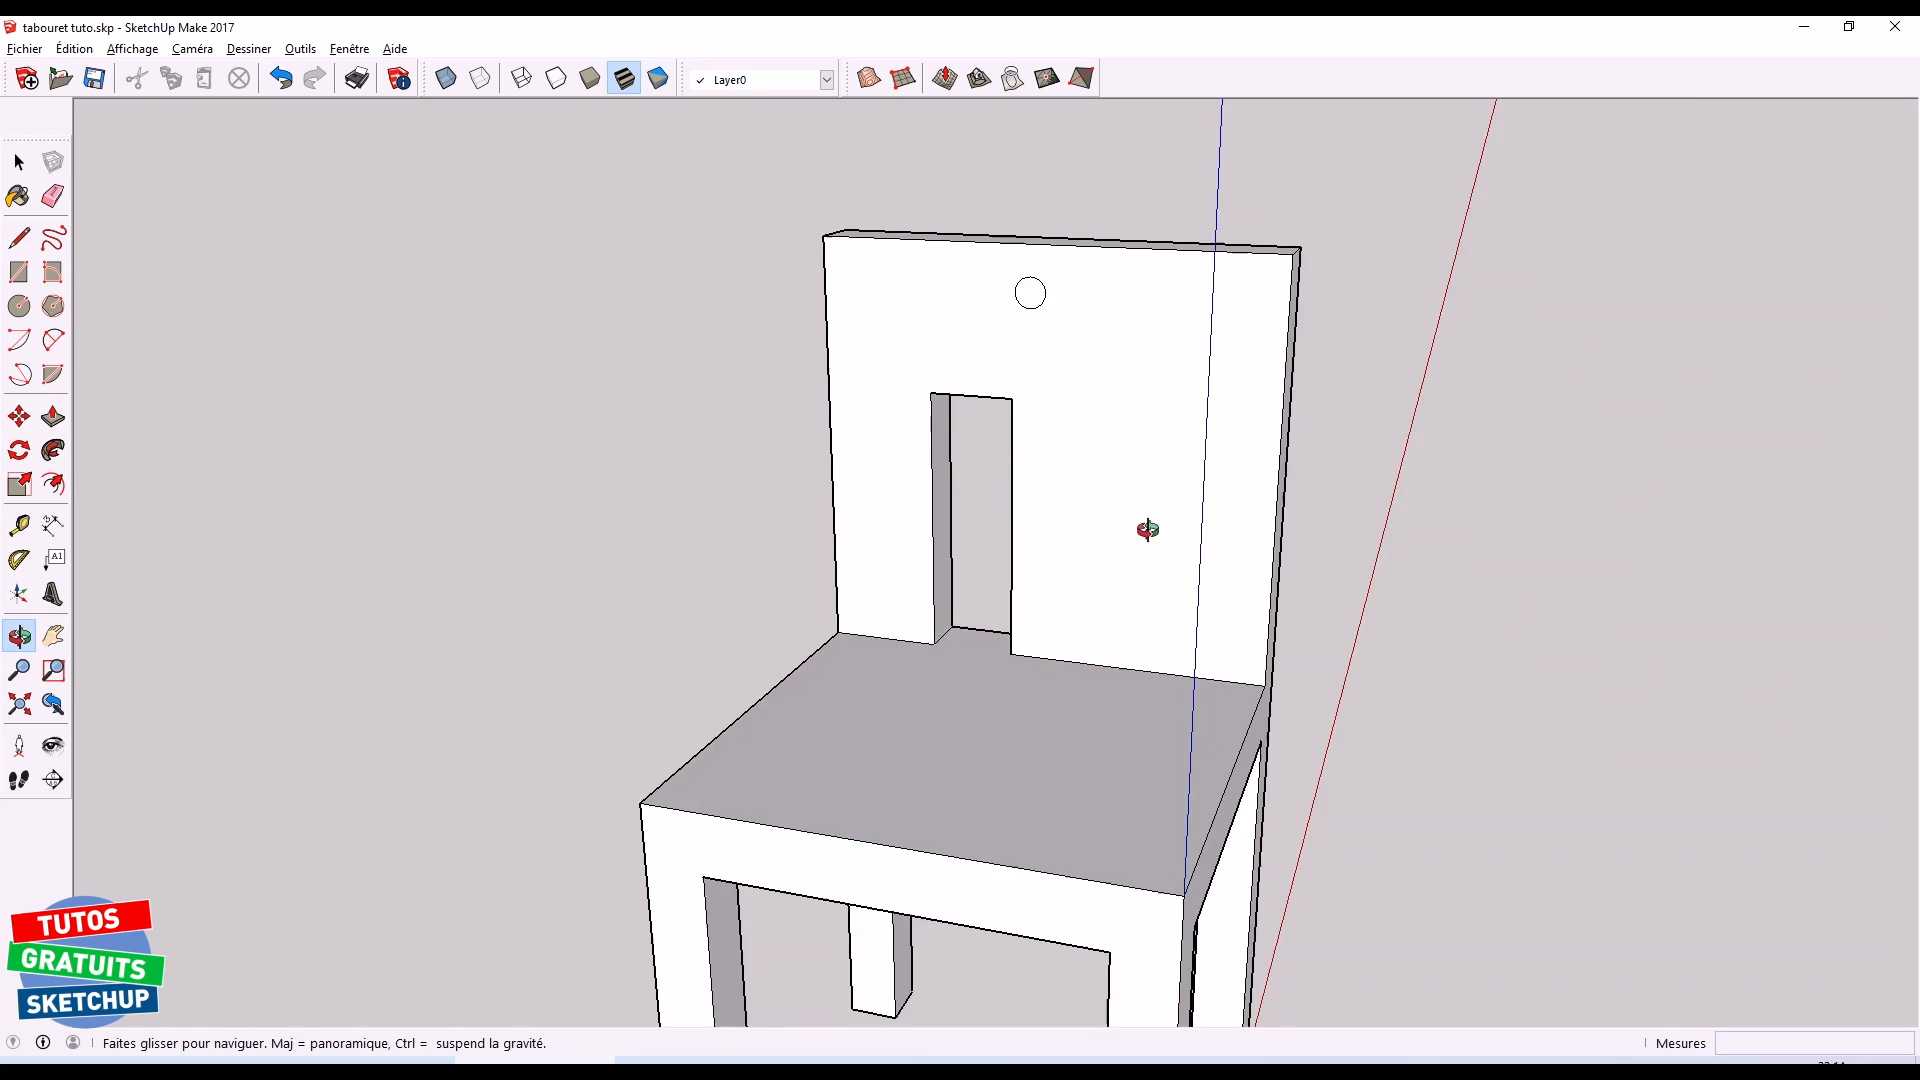 tabouret tuto.skp - SketchUp Make 2017
Fichier Édition Affichage Caméra Dessiner Outils Fenêtre Aide
Layer0
A1
TUTOS
GRATUITS
SKETCHUP
Faites glisser pour naviguer. Maj = panoramique, Ctrl = suspend la gravité.
Mesures